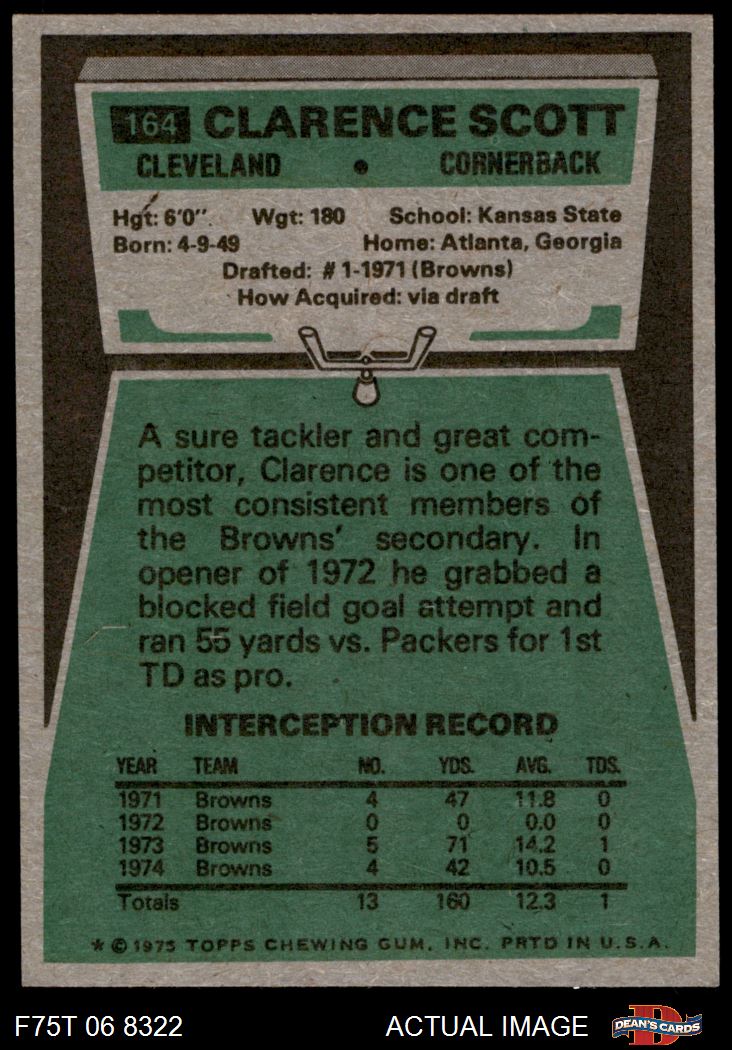 164 CLARENCE SCOTT
CLEVELAND • CORNERBACK
Hgt: 6'0". Wgt: 180 School: Kansas State
Born: 4-9-49 Home: Atlanta, Georgia
Drafted: #1-1971 (Browns)
How Acquired: via draft
A sure tackler and great com-
petitor, Clarence is one of the
most consistent members of
the Browns' secondary. In
opener of 1972 he grabbed a
blocked field goal attempt and
ran 55 yards vs. Packers for 1st
TD as pro.
INTERCEPTION RECORD
YEAR TEAM NO. YDS. AVG. TDS.
1971 Browns 4 47 11.8 0
1972 Browns 0 0 0.0 0
1973 Browns 5 71 14.2 1
1974 Browns 4 42 10.5 0
Totals 13 160 12.3 1
* © 1975 TOPPS CHEWING GUM, INC. PRTD IN U.S.A.
F75T 06 8322 ACTUAL IMAGE DEAN'S CARDS